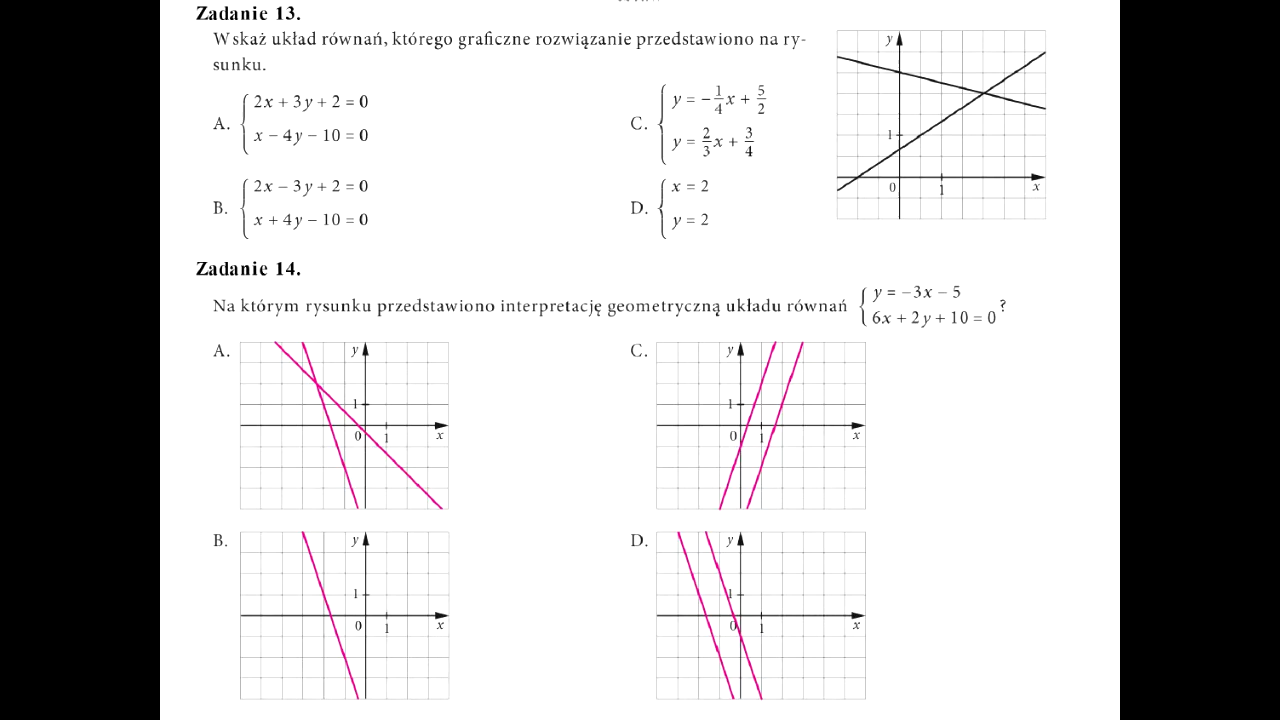 Zadanie 13.
Wskaż układ równań, którego graficzne rozwiązanie przedstawiono na ry-
sunku.
A. { 2x + 3y + 2 = 0
x − 4y − 10 = 0
B. { 2x − 3y + 2 = 0
x + 4y − 10 = 0
C. { y = −1/4x + 5/2
y = 2/3x + 3/4
D. { x = 2
y = 2
y
1
0 1 x
Zadanie 14.
Na którym rysunku przedstawiono interpretację geometryczną układu równań { y = −3x − 5
6x + 2y + 10 = 0 ?
A.
y
1
0 1 x
B.
y
1
0 1 x
C.
y
1
0 1 x
D.
y
1
0 1 x